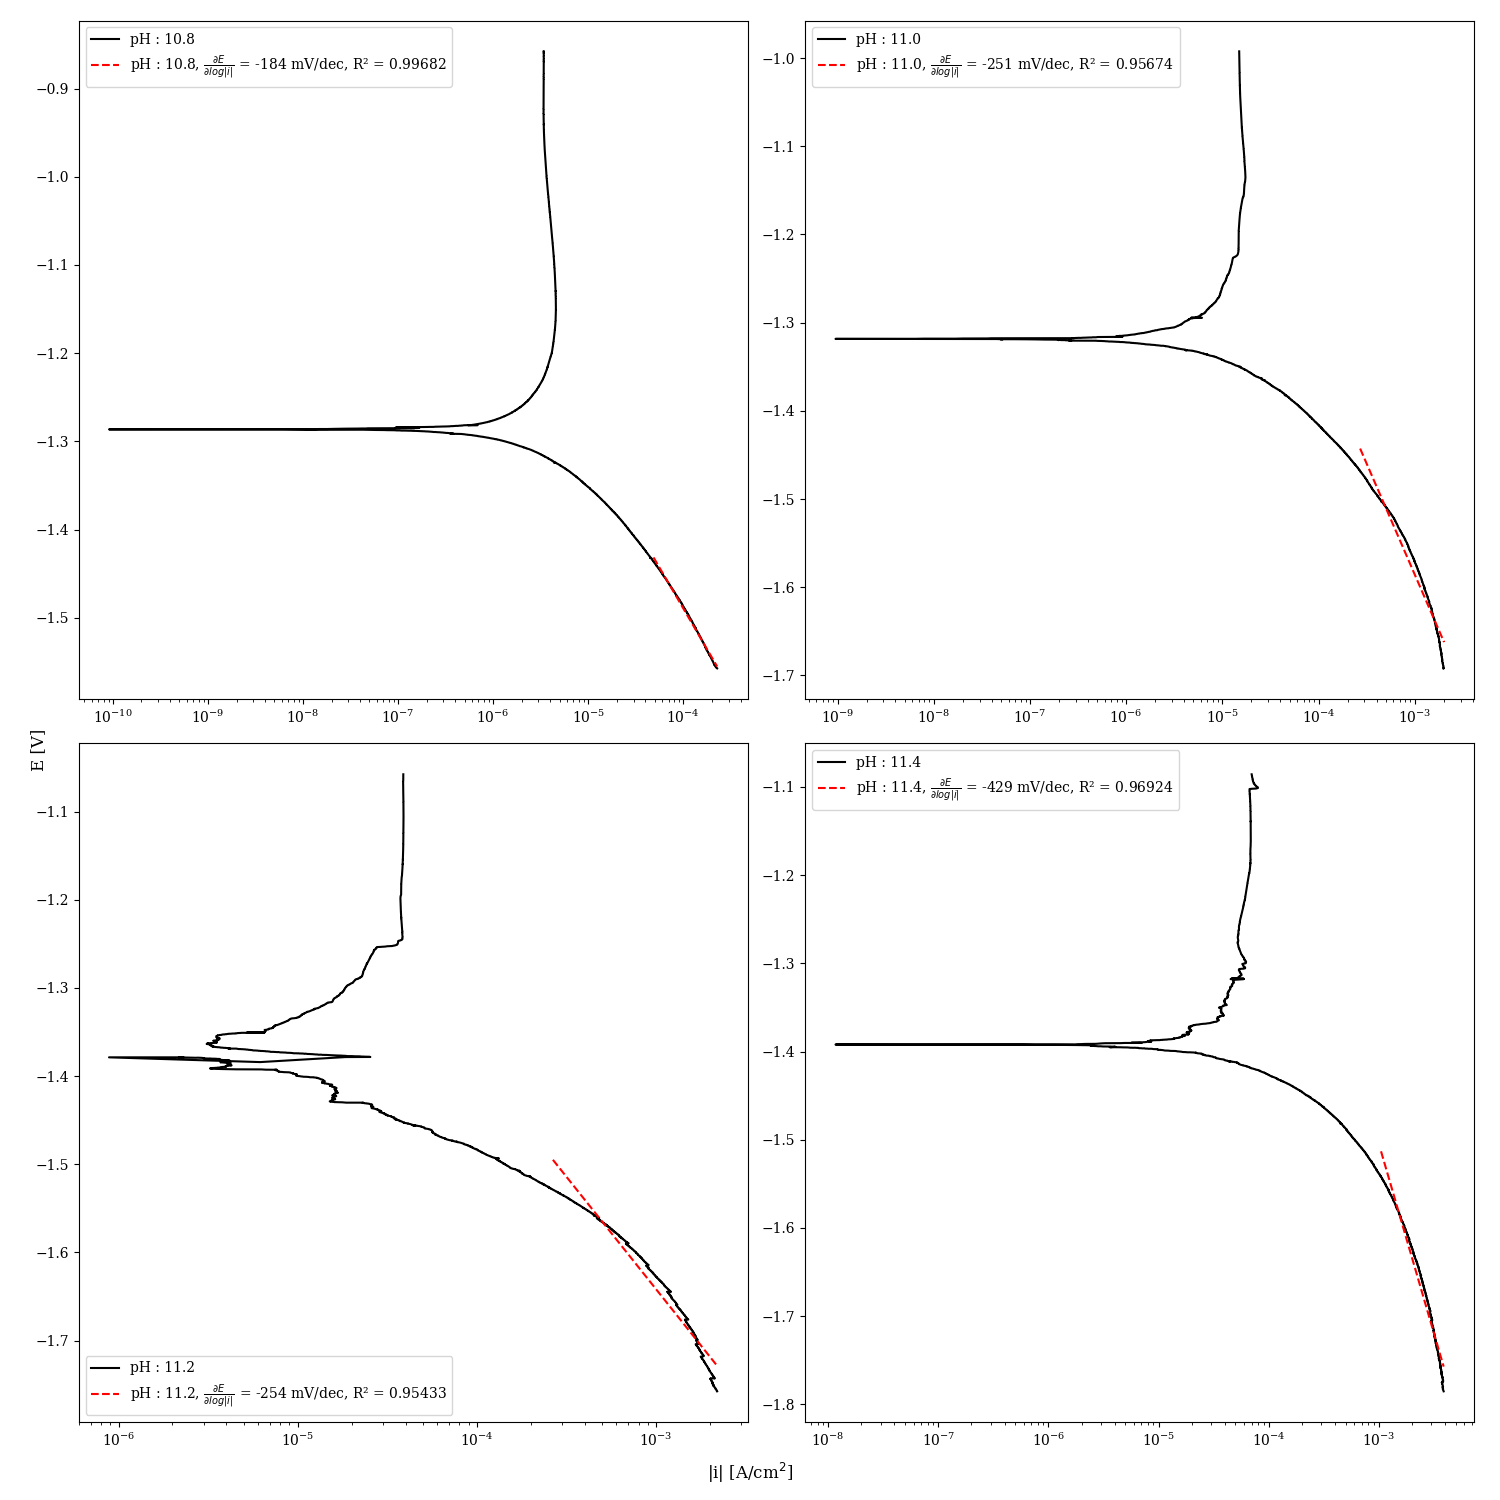 pH : 10.8
pH : 10.8, ∂E/∂log|i| = -184 mV/dec, R² = 0.99682
−0.9
−1.0
−1.1
−1.2
−1.3
−1.4
−1.5
10⁻¹⁰ 10⁻⁹ 10⁻⁸ 10⁻⁷ 10⁻⁶ 10⁻⁵ 10⁻⁴
pH : 11.0
pH : 11.0, ∂E/∂log|i| = -251 mV/dec, R² = 0.95674
−1.0
−1.1
−1.2
−1.3
−1.4
−1.5
−1.6
−1.7
10⁻⁹ 10⁻⁸ 10⁻⁷ 10⁻⁶ 10⁻⁵ 10⁻⁴ 10⁻³
E [V]
−1.1
−1.2
−1.3
−1.4
−1.5
−1.6
−1.7
pH : 11.2
pH : 11.2, ∂E/∂log|i| = -254 mV/dec, R² = 0.95433
10⁻⁶ 10⁻⁵ 10⁻⁴ 10⁻³
pH : 11.4
pH : 11.4, ∂E/∂log|i| = -429 mV/dec, R² = 0.96924
−1.1
−1.2
−1.3
−1.4
−1.5
−1.6
−1.7
−1.8
10⁻⁸ 10⁻⁷ 10⁻⁶ 10⁻⁵ 10⁻⁴ 10⁻³
|i| [A/cm²]